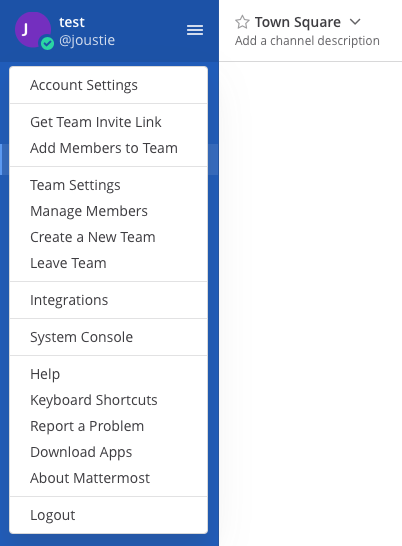 J
test
@joustie
Town Square
Add a channel description
Account Settings
Get Team Invite Link
Add Members to Team
Team Settings
Manage Members
Create a New Team
Leave Team
Integrations
System Console
Help
Keyboard Shortcuts
Report a Problem
Download Apps
About Mattermost
Logout